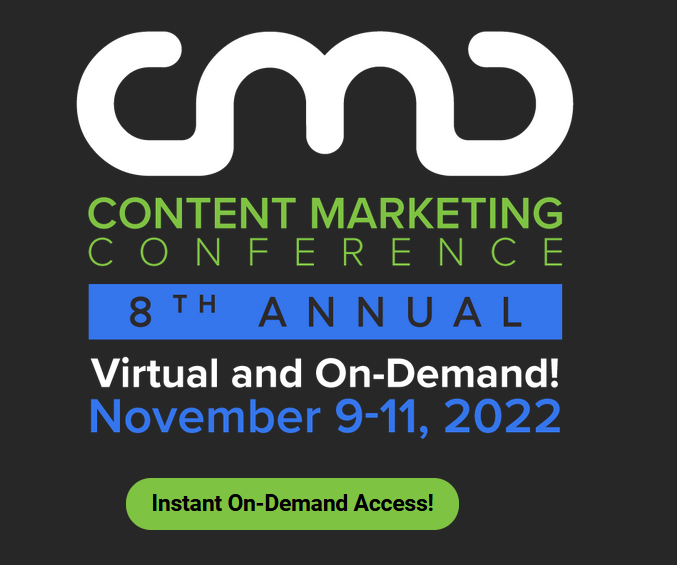 cmc
CONTENT MARKETING
CONFERENCE
8TH ANNUAL
Virtual and On-Demand!
November 9-11, 2022
Instant On-Demand Access!